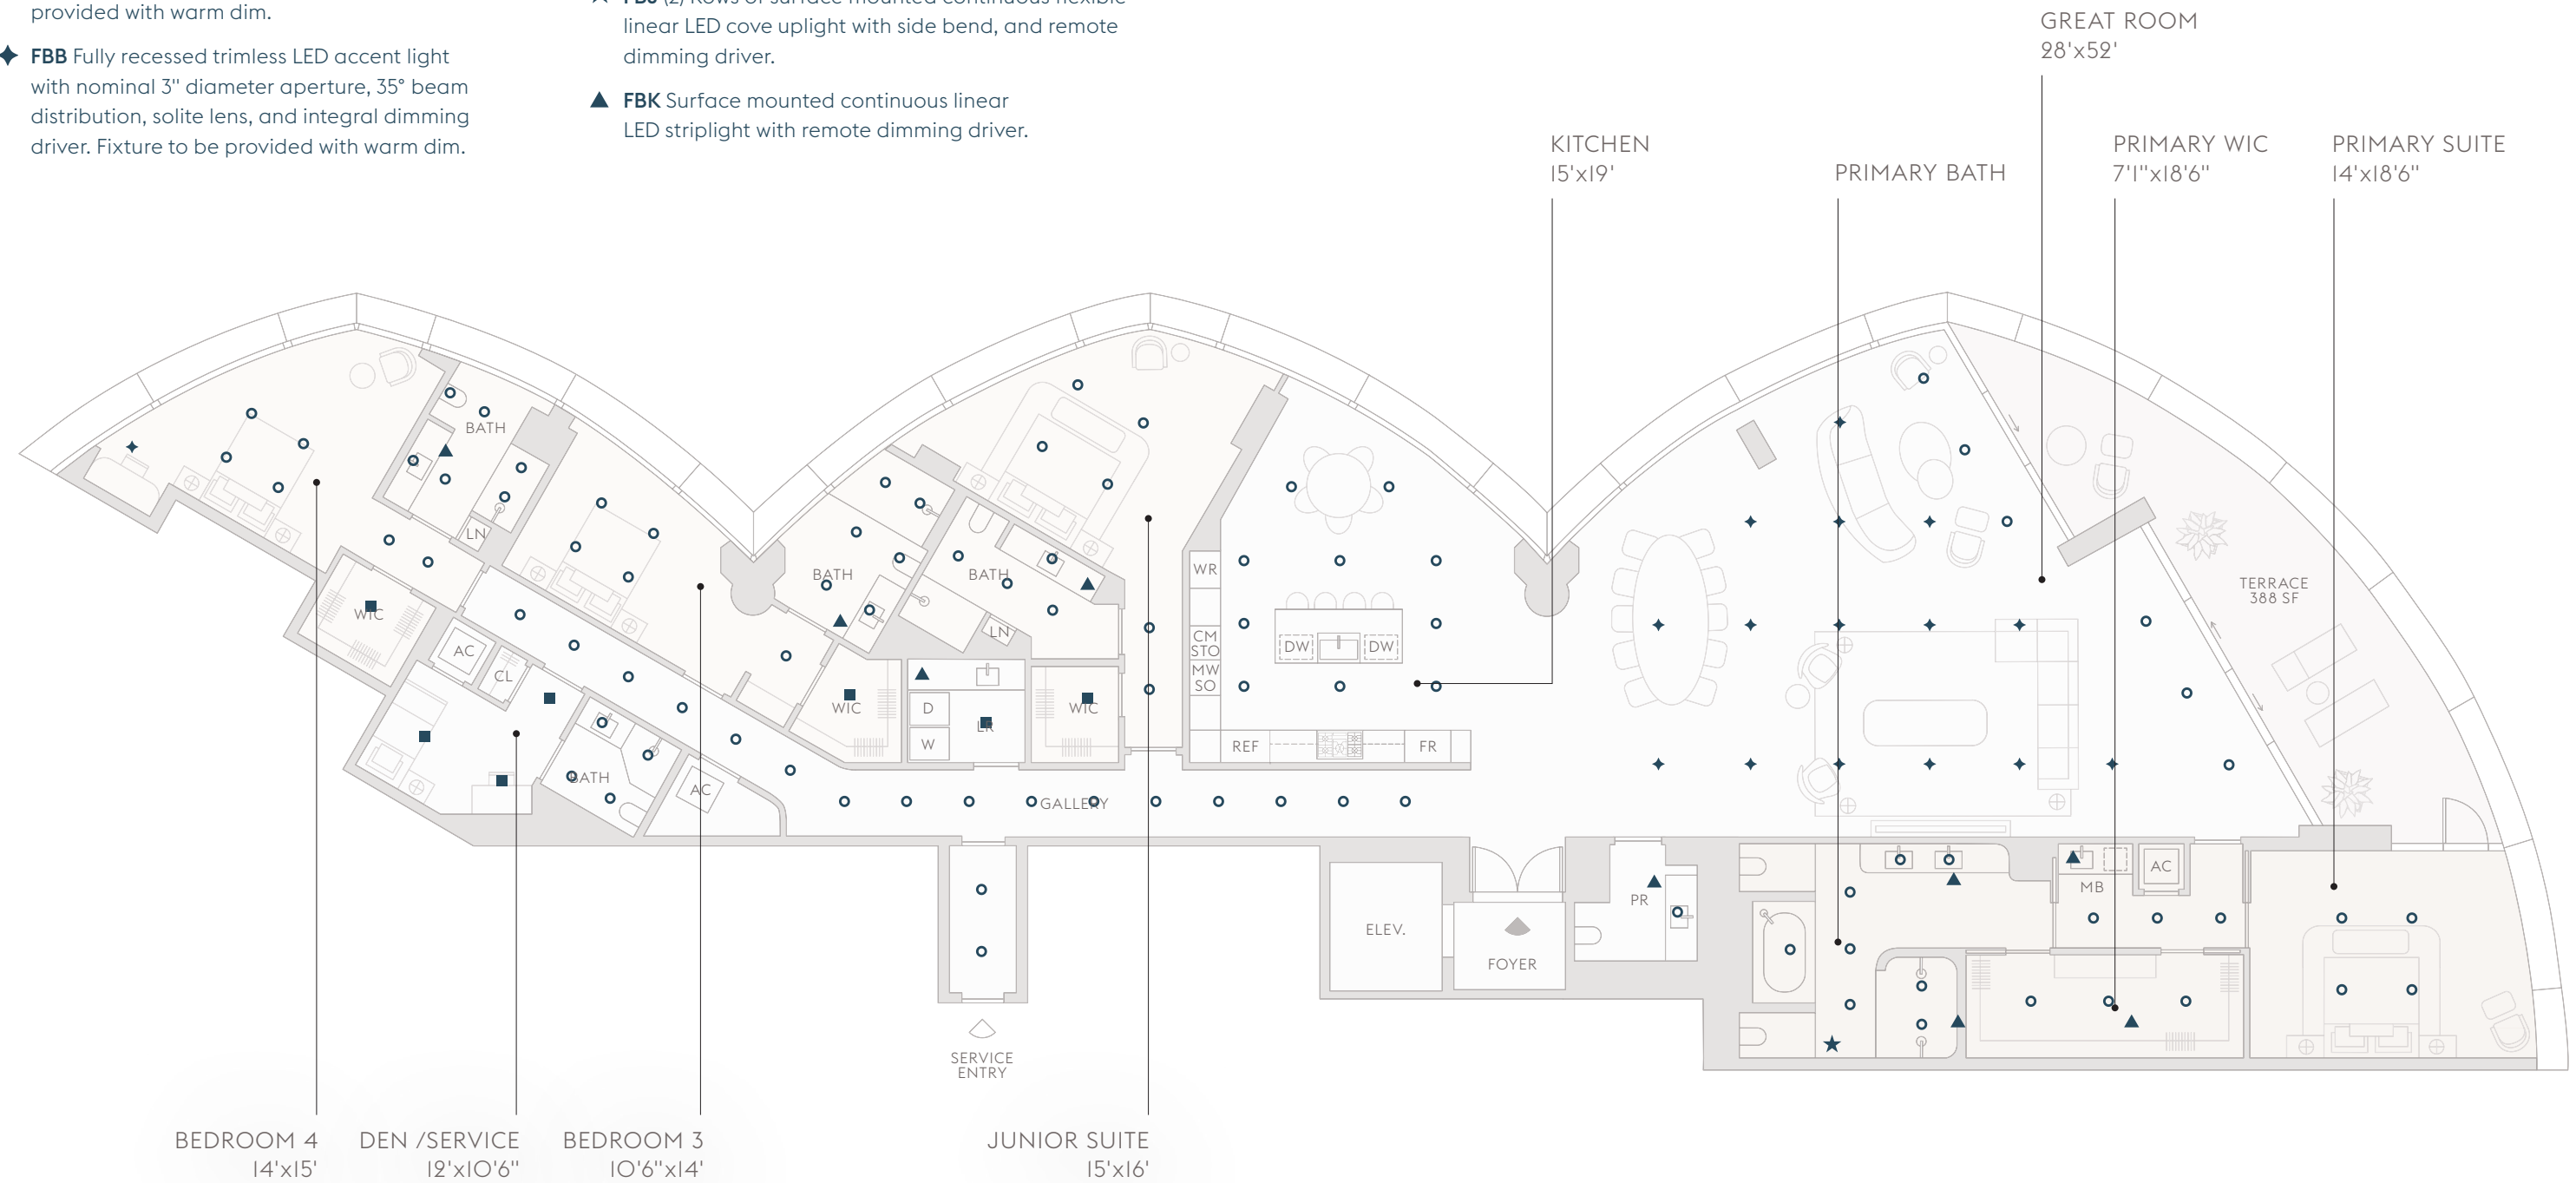 provided with warm dim.
FBB Fully recessed trimless LED accent light
with nominal 3" diameter aperture, 35° beam
distribution, solite lens, and integral dimming
driver. Fixture to be provided with warm dim.
linear LED cove uplight with side bend, and remote
dimming driver.
FBK Surface mounted continuous linear
LED striplight with remote dimming driver.
GREAT ROOM
28'x52'
KITCHEN
15'x19'
PRIMARY BATH
PRIMARY WIC
7'1"x18'6"
PRIMARY SUITE
14'x18'6"
BATH
LN
WIC
AC
CL
BATH
AC
BATH
WIC
BATH
LN
D
W
LR
WIC
WR
CM
STO
MW
SO
DW
DW
REF
FR
GALLERY
TERRACE
388 SF
ELEV.
FOYER
PR
MB
AC
SERVICE
ENTRY
BEDROOM 4
14'x15'
DEN /SERVICE
12'x10'6"
BEDROOM 3
10'6"x14'
JUNIOR SUITE
15'x16'